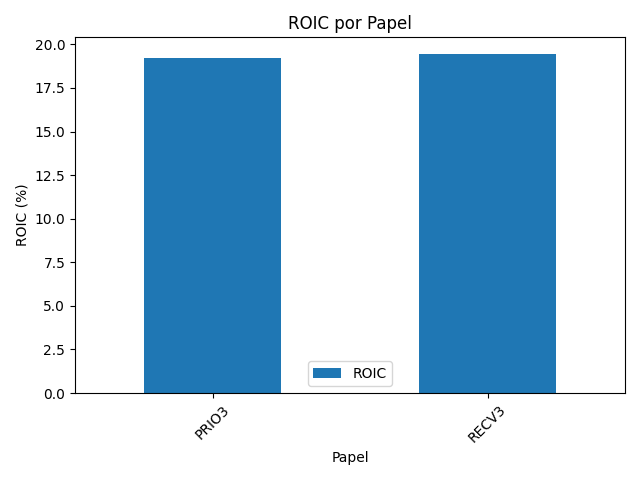 ROIC por Papel
ROIC (%)
20.0
17.5
15.0
12.5
10.0
7.5
5.0
2.5
0.0
ROIC
PRIO3
RECV3
Papel